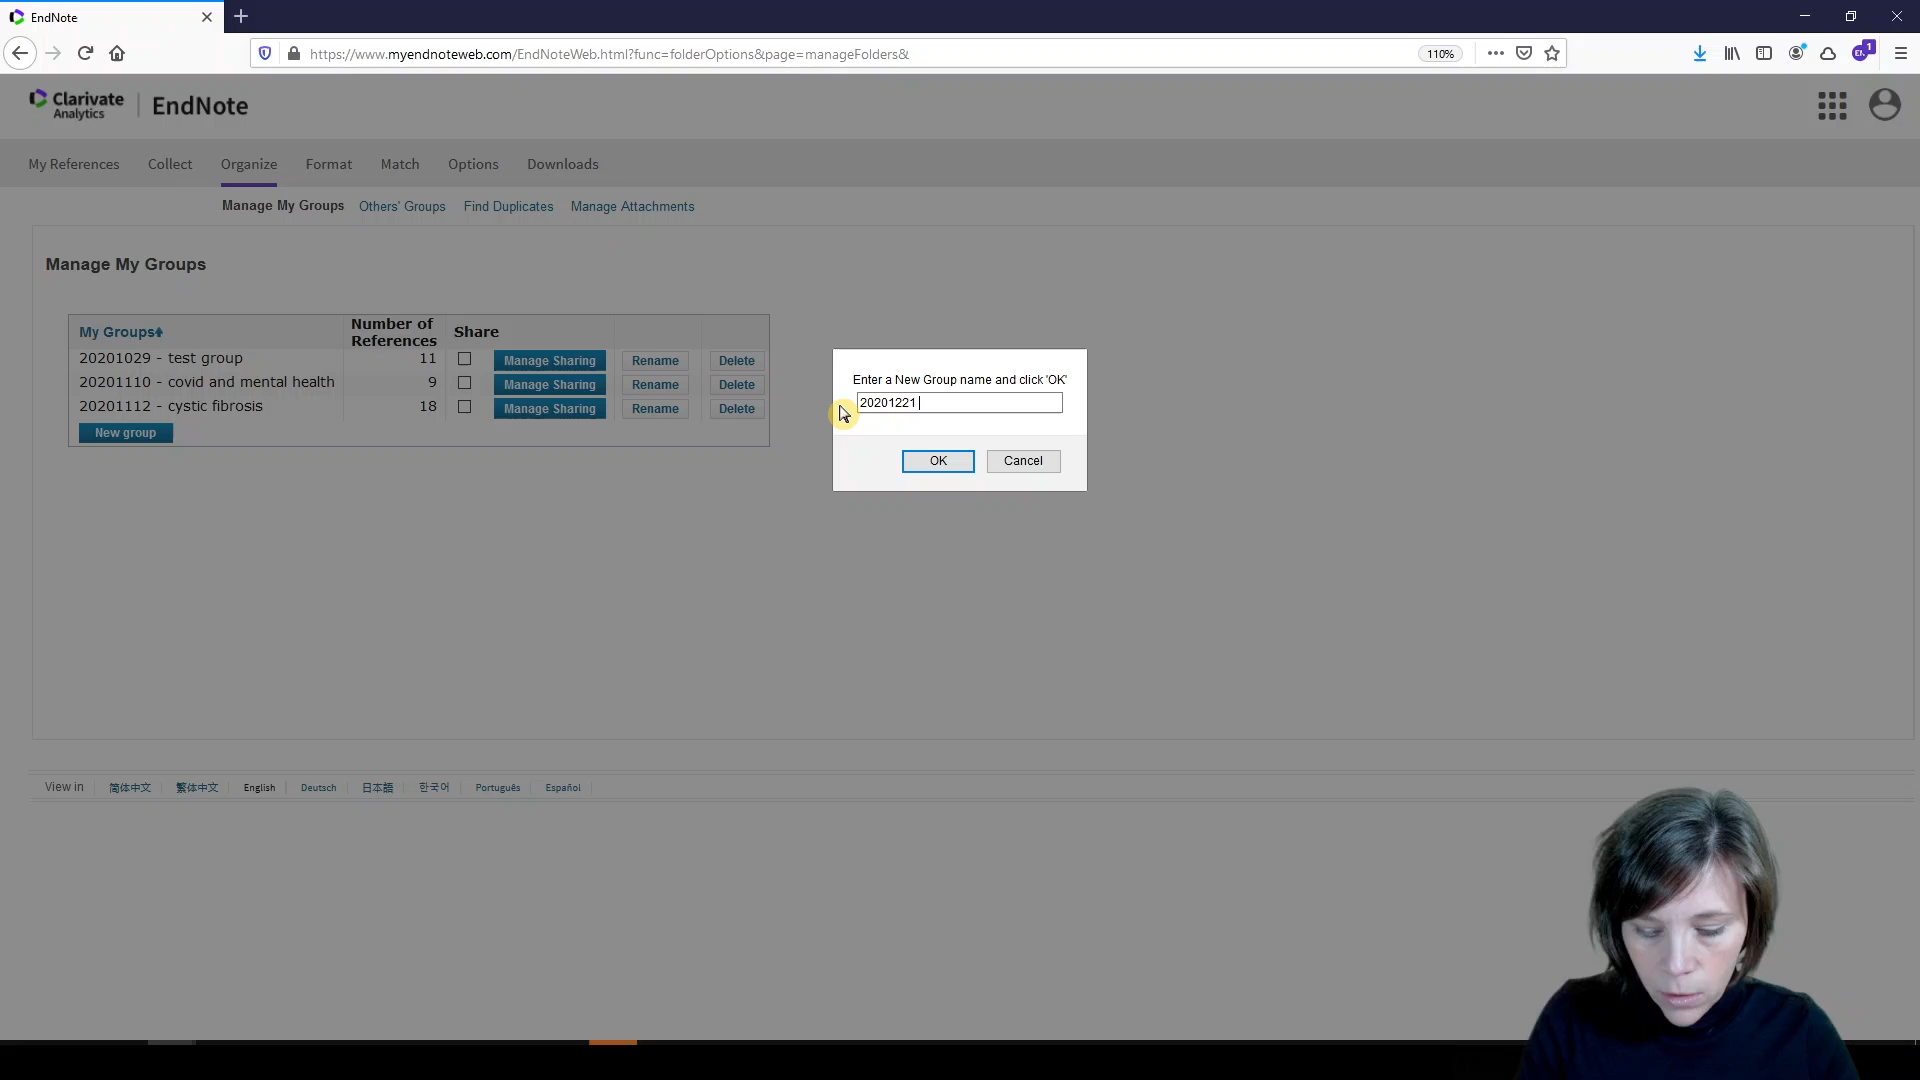 EndNote
https://www.myendnoteweb.com/EndNoteWeb.html?func=folderOptions&page=manageFolders&
110%
1
Clarivate
Analytics
EndNote
My References Collect Organize Format Match Options Downloads
Manage My Groups Others' Groups Find Duplicates Manage Attachments
Manage My Groups
My Groups Number of References Share
20201029 - test group 11 Manage Sharing Rename Delete
20201110 - covid and mental health 9 Manage Sharing Rename Delete
20201112 - cystic fibrosis 18 Manage Sharing Rename Delete
New group
Enter a New Group name and click 'OK'
20201221
OK Cancel
View in 简体中文 繁体中文 English Deutsch 日本語 한국어 Português Español